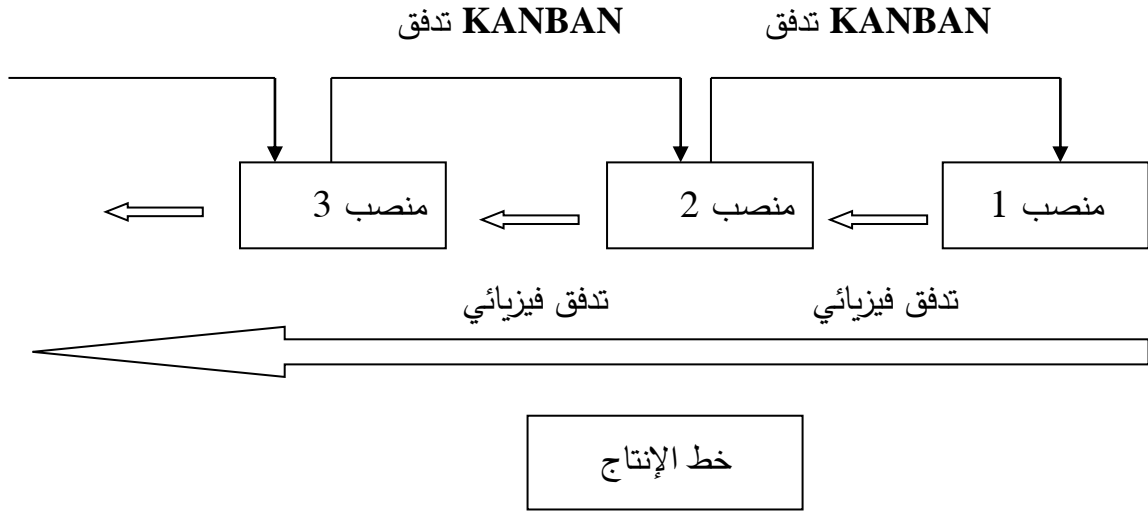 تدفق KANBAN
تدفق KANBAN
منصب 1
منصب 2
منصب 3
تدفق فيزيائي
تدفق فيزيائي
خط الإنتاج